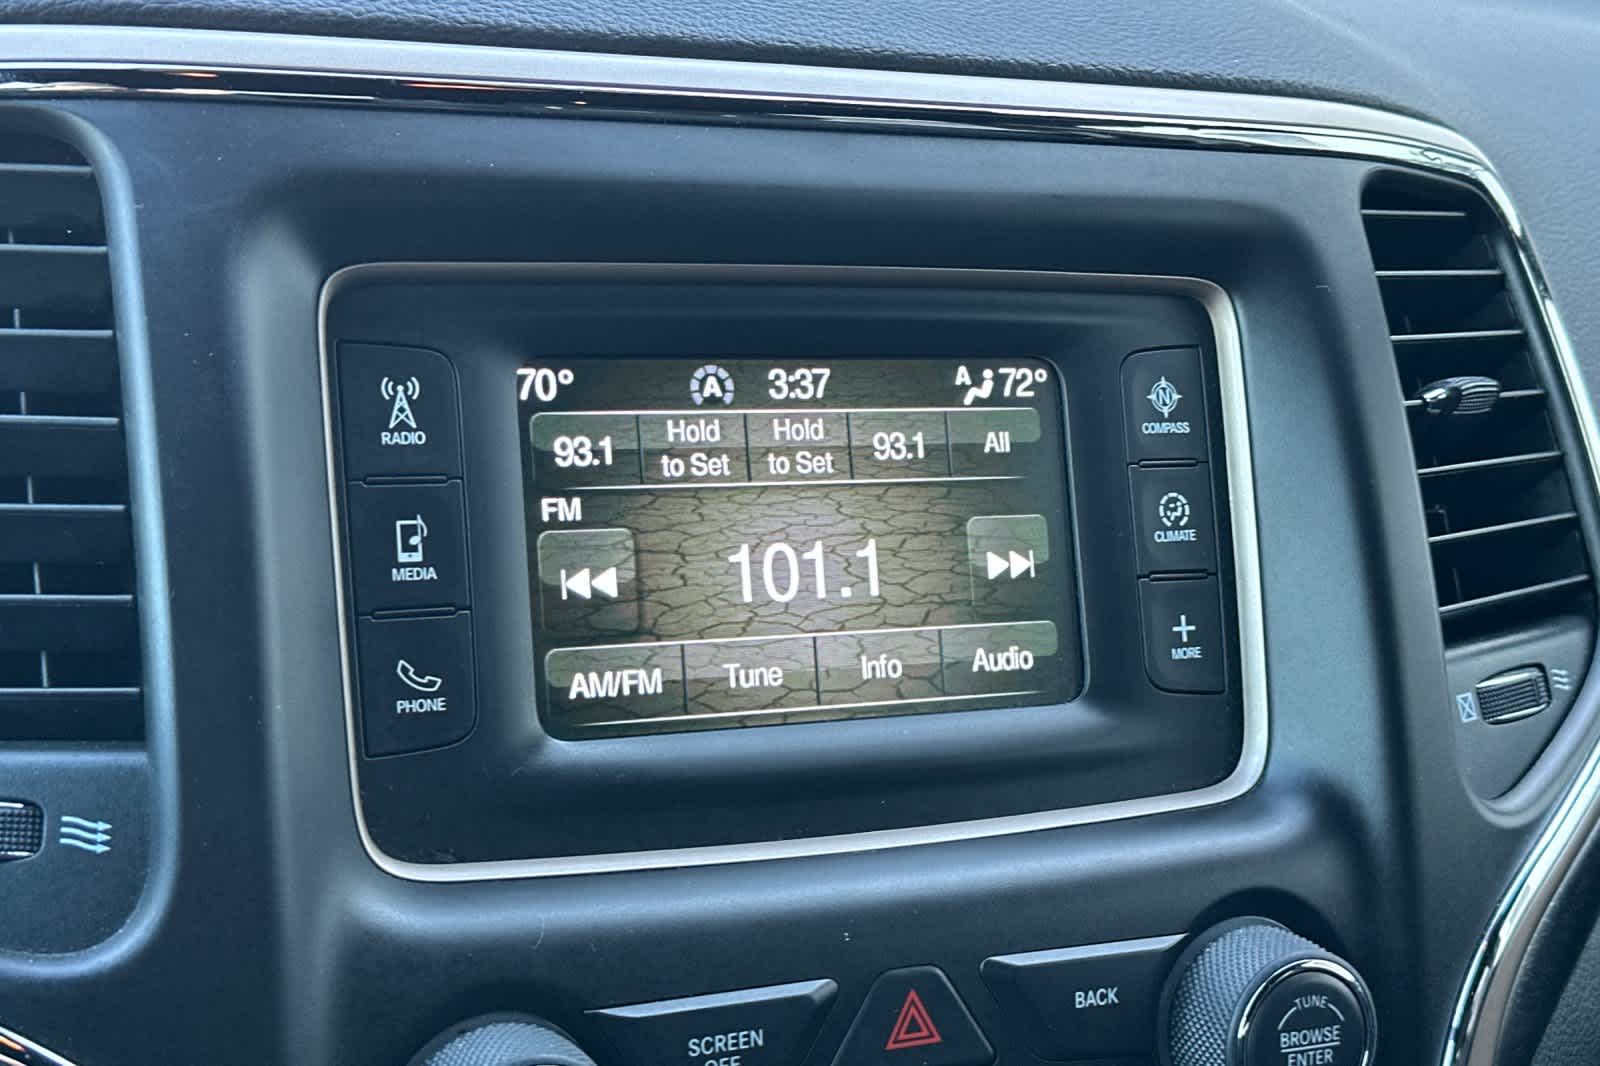 70° A 3:37 A 72°
93.1 Hold to Set Hold to Set 93.1 All
FM
101.1
AM/FM Tune Info Audio
RADIO
MEDIA
PHONE
N
COMPASS
CLIMATE
+
MORE
SCREEN
OFF
BACK
TUNE
BROWSE
ENTER